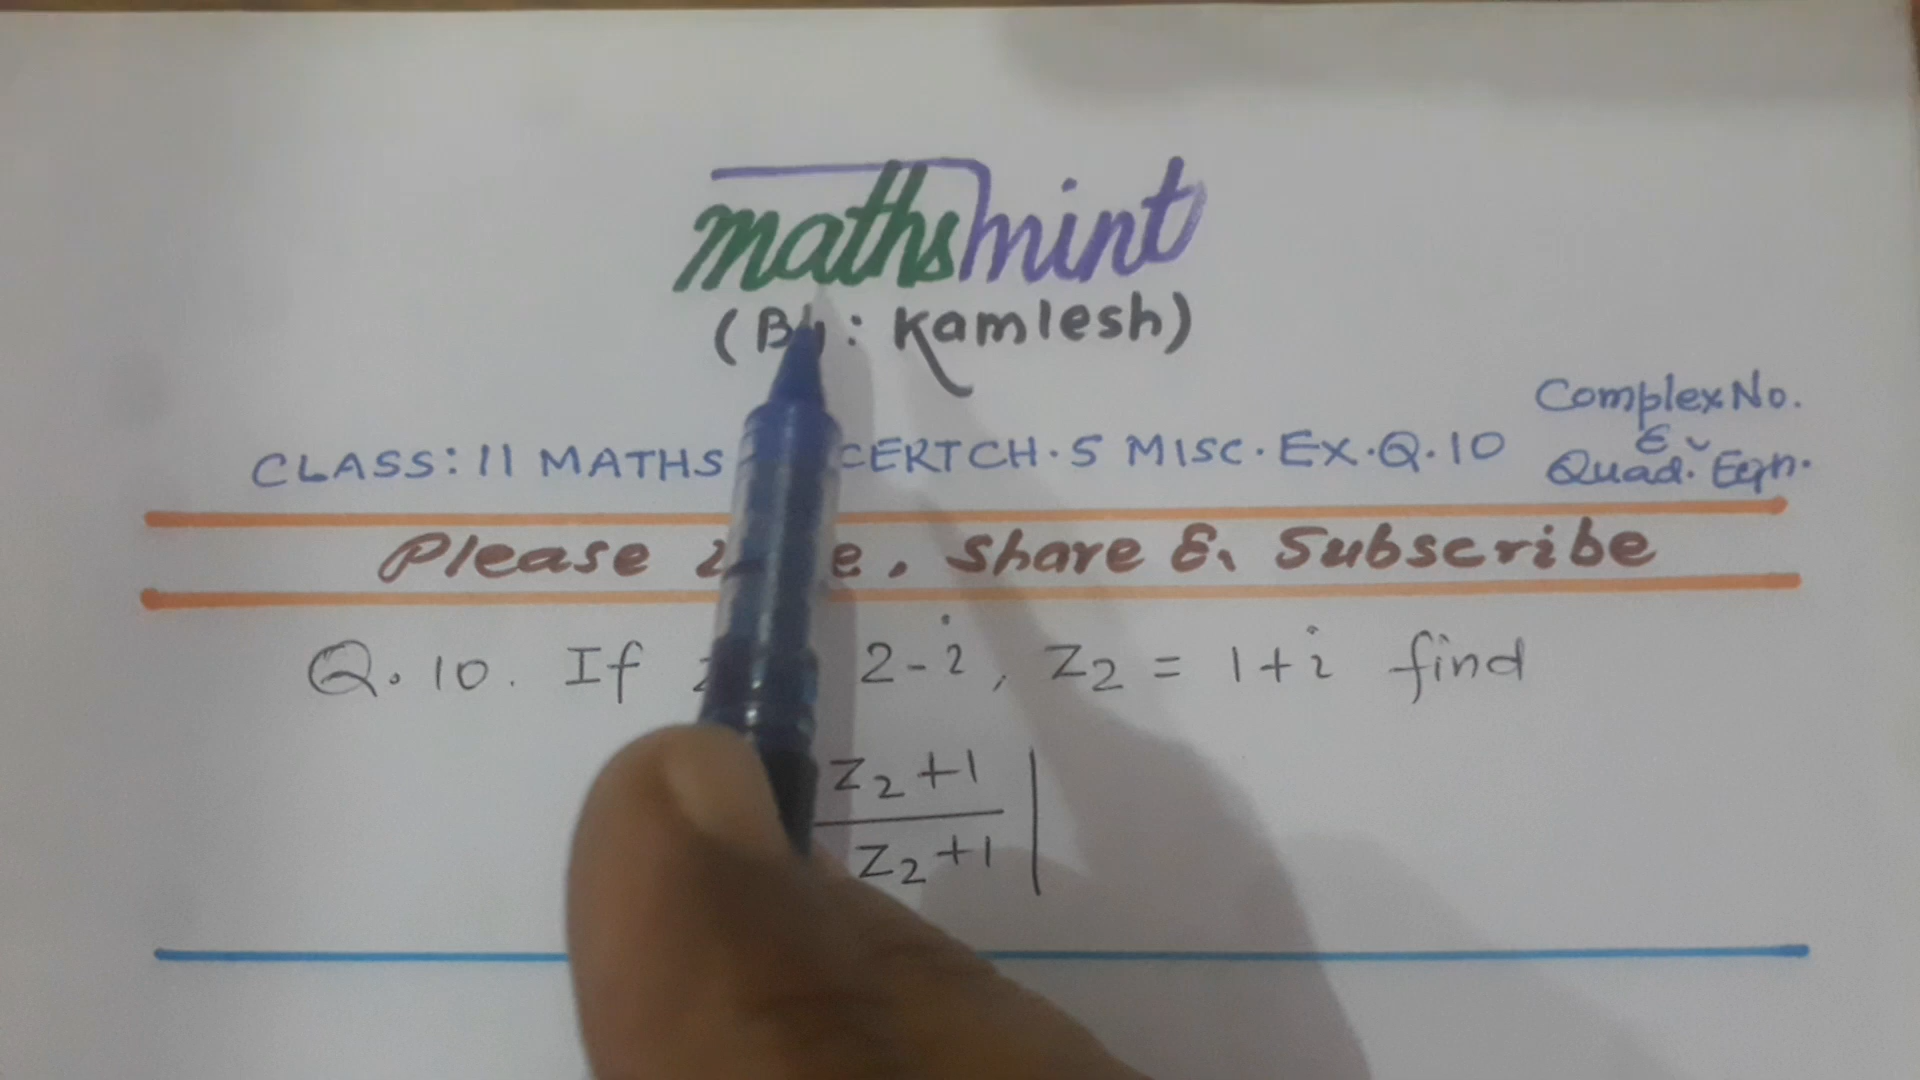 mathsmint
(By: Kamlesh)
Complex No.
&
Quad. Eqn.
CLASS: 11 MATHS CERT CH. 5 MISC. EX. Q. 10
Please , Share & Subscribe
Q. 10. If 2-i, Z2 = 1+i find
Z2 +1
Z2 +1